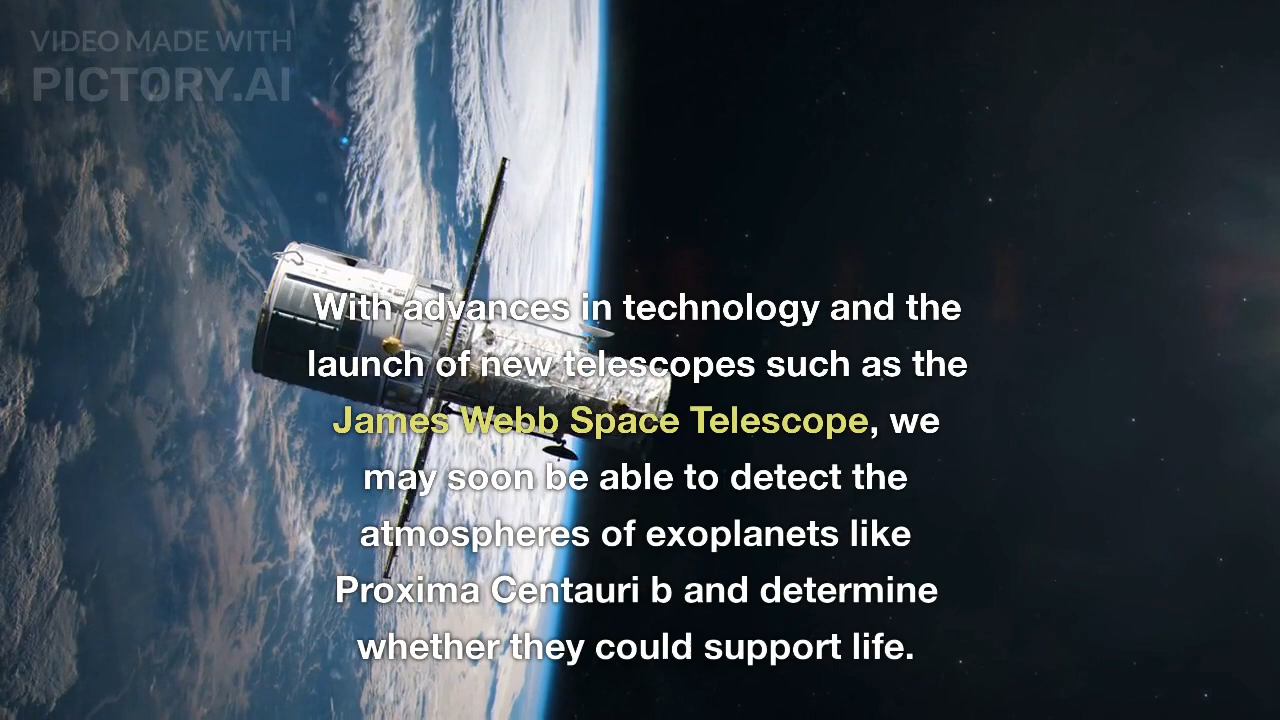 VIDEO MADE WITH
PICTORY.AI
With advances in technology and the
launch of new telescopes such as the
James Webb Space Telescope, we
may soon be able to detect the
atmospheres of exoplanets like
Proxima Centauri b and determine
whether they could support life.